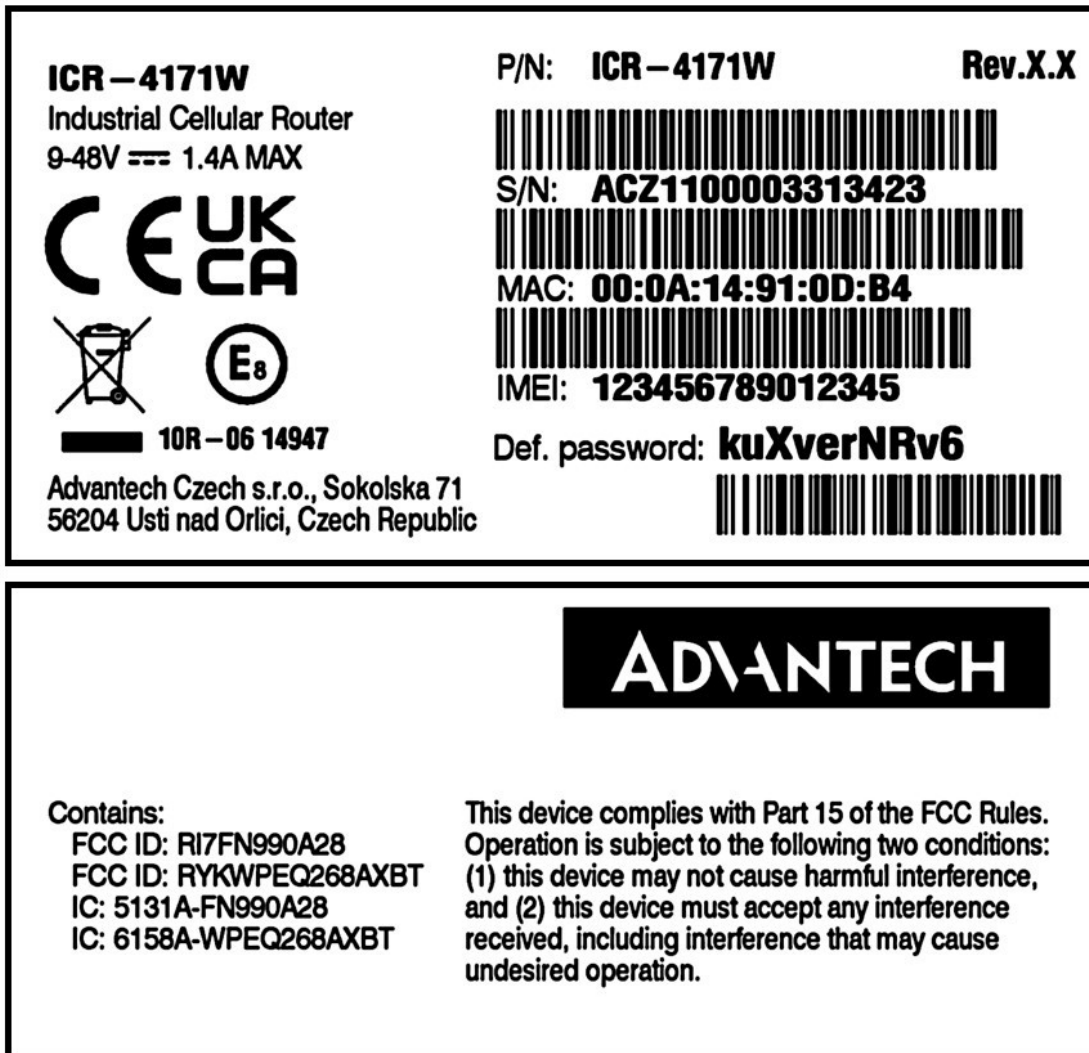 ICR-4171W
Industrial Cellular Router
9-48V 1.4A MAX
CE UK CA
E8
10R-06 14947
Advantech Czech s.r.o., Sokolska 71
56204 Usti nad Orlici, Czech Republic
P/N: ICR-4171W Rev.X.X
S/N: ACZ1100003313423
MAC: 00:0A:14:91:0D:B4
IMEI: 123456789012345
Def. password: kuXverNRv6
ADVANTECH
Contains:
FCC ID: RI7FN990A28
FCC ID: RYKWPEQ268AXBT
IC: 5131A-FN990A28
IC: 6158A-WPEQ268AXBT
This device complies with Part 15 of the FCC Rules.
Operation is subject to the following two conditions:
(1) this device may not cause harmful interference,
and (2) this device must accept any interference
received, including interference that may cause
undesired operation.